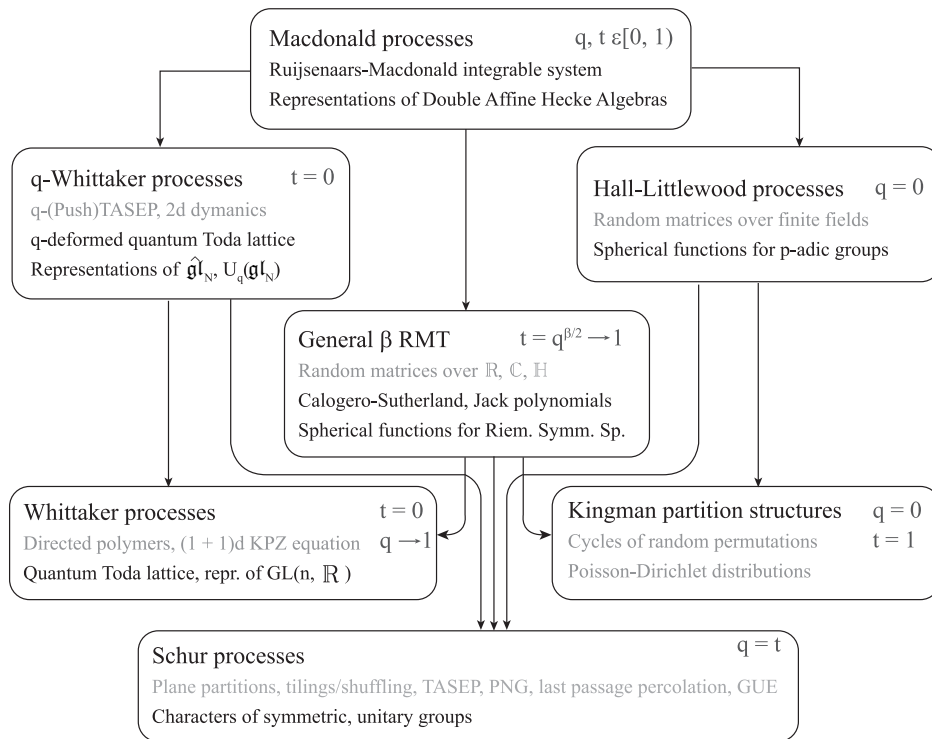 Macdonald processes q, t ε[0, 1)
Ruijsenaars-Macdonald integrable system
Representations of Double Affine Hecke Algebras
q-Whittaker processes t = 0
q-(Push)TASEP, 2d dymanics
q-deformed quantum Toda lattice
Representations of 𝔤𝔩̂_N, U_q(𝔤𝔩_N)
Hall-Littlewood processes q = 0
Random matrices over finite fields
Spherical functions for p-adic groups
General β RMT t = q^{β/2} → 1
Random matrices over ℝ, ℂ, ℍ
Calogero-Sutherland, Jack polynomials
Spherical functions for Riem. Symm. Sp.
Whittaker processes t = 0
Directed polymers, (1 + 1)d KPZ equation q → 1
Quantum Toda lattice, repr. of GL(n, ℝ )
Kingman partition structures q = 0
Cycles of random permutations t = 1
Poisson-Dirichlet distributions
Schur processes q = t
Plane partitions, tilings/shuffling, TASEP, PNG, last passage percolation, GUE
Characters of symmetric, unitary groups